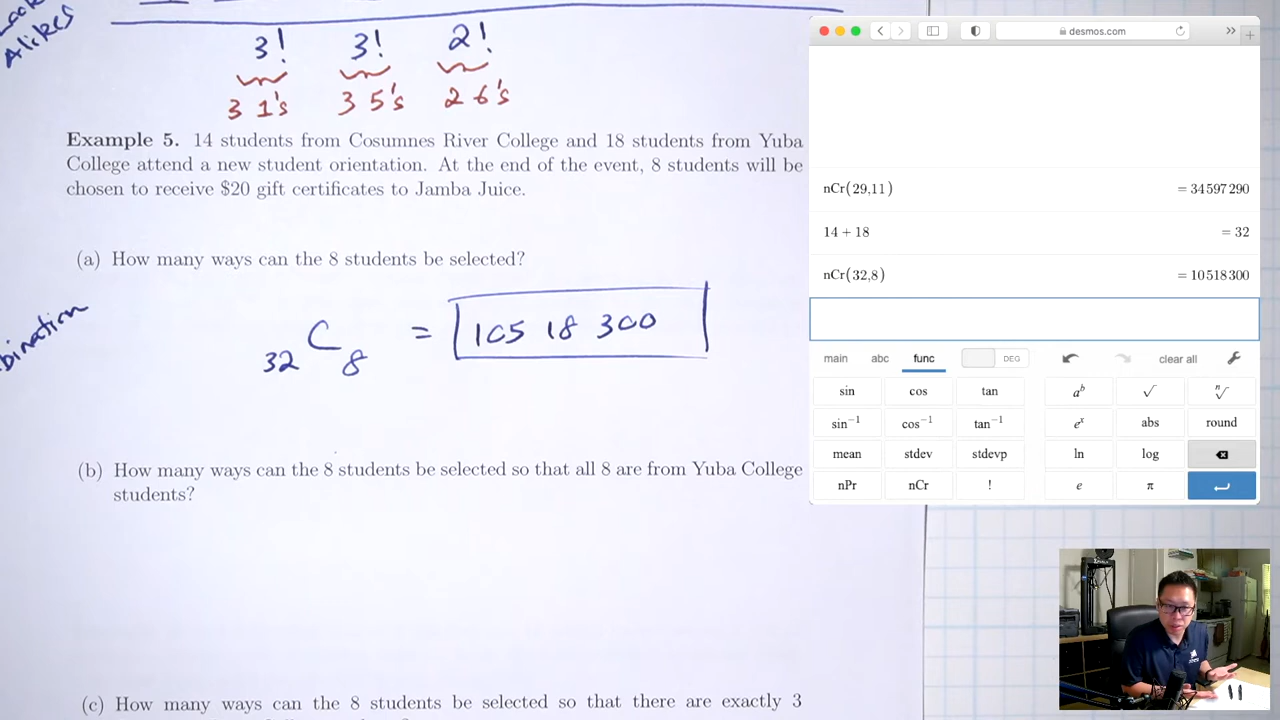 Alikes
3! 3! 2!
3 1's 3 5's 2 6's
Example 5. 14 students from Cosumnes River College and 18 students from Yuba
College attend a new student orientation. At the end of the event, 8 students will be
chosen to receive $20 gift certificates to Jamba Juice.
(a) How many ways can the 8 students be selected?
32 C 8 = 105 18 300
(b) How many ways can the 8 students be selected so that all 8 are from Yuba College
students?
(c) How many ways can the 8 students be selected so that there are exactly 3
desmos.com
nCr(29,11) = 34597290
14 + 18 = 32
nCr(32,8) = 10518300
main abc func DEG clear all
sin cos tan a^b √ ⁿ√
sin⁻¹ cos⁻¹ tan⁻¹ eˣ abs round
mean stdev stdevp ln log
nPr nCr ! e π